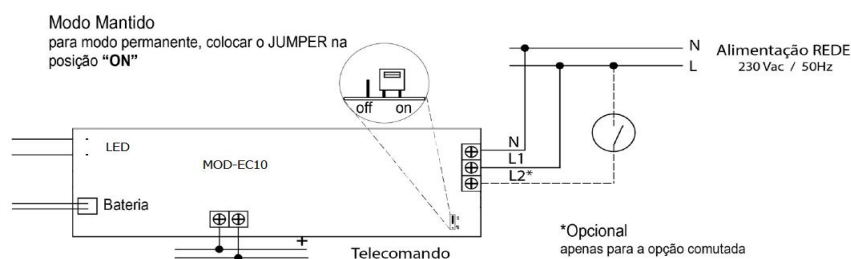 Modo Mantido
para modo permanente, colocar o JUMPER na
posição “ON”
N
L
Alimentação REDE
230 Vac / 50Hz
off on
LED
MOD-EC10
N
L1
L2*
Bateria
+
Telecomando
*Opcional
apenas para a opção comutada